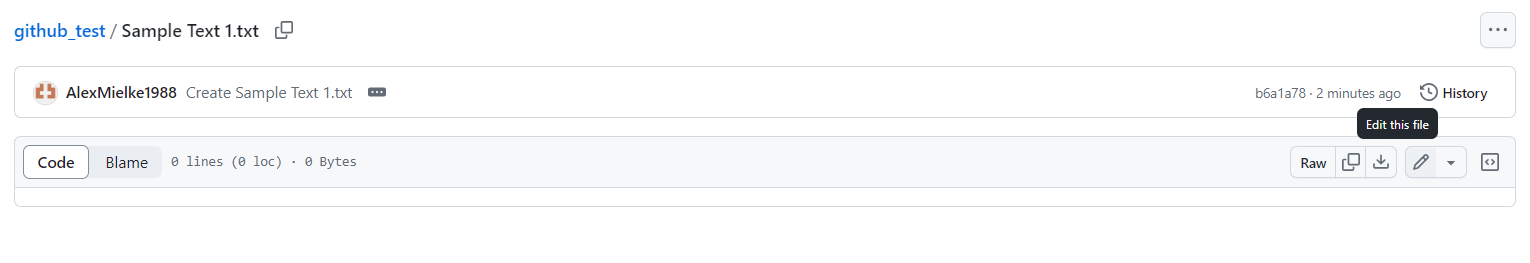 github_test / Sample Text 1.txt
AlexMielke1988 Create Sample Text 1.txt
b6a1a78 · 2 minutes ago
History
Edit this file
Code
Blame
0 lines (0 loc) · 0 Bytes
Raw